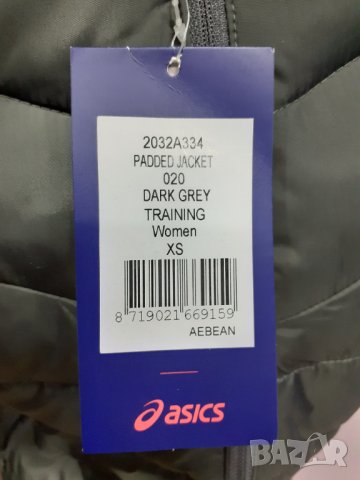 2032A334
PADDED JACKET
020
DARK GREY
TRAINING
Women
XS
8 719021 669159
AEBEAN
asics
BAZAR
bg